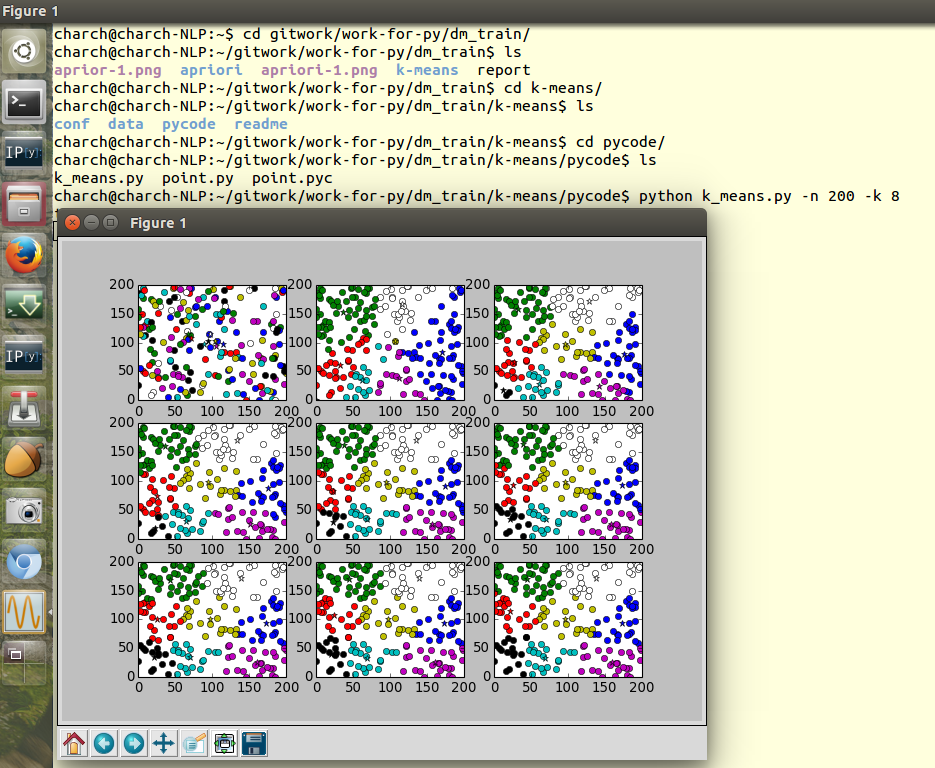 Figure 1
charch@charch-NLP:~$ cd gitwork/work-for-py/dm_train/
charch@charch-NLP:~/gitwork/work-for-py/dm_train$ ls
aprior-1.png apriori apriori-1.png k-means report
charch@charch-NLP:~/gitwork/work-for-py/dm_train$ cd k-means/
charch@charch-NLP:~/gitwork/work-for-py/dm_train/k-means$ ls
conf data pycode readme
charch@charch-NLP:~/gitwork/work-for-py/dm_train/k-means$ cd pycode/
charch@charch-NLP:~/gitwork/work-for-py/dm_train/k-means/pycode$ ls
k_means.py point.py point.pyc
charch@charch-NLP:~/gitwork/work-for-py/dm_train/k-means/pycode$ python k_means.py -n 200 -k 8
Figure 1
200 200 200
150 150 150
100 100 100
50 50 50
0 0 0
0 50 100 150 200 0 50 100 150 200 0 50 100 150 200
200 200 200
150 150 150
100 100 100
50 50 50
0 0 0
0 50 100 150 200 0 50 100 150 200 0 50 100 150 200
200 200 200
150 150 150
100 100 100
50 50 50
0 0 0
0 50 100 150 200 0 50 100 150 200 0 50 100 150 200
>_
IP[y]:
>_
IP[y]: